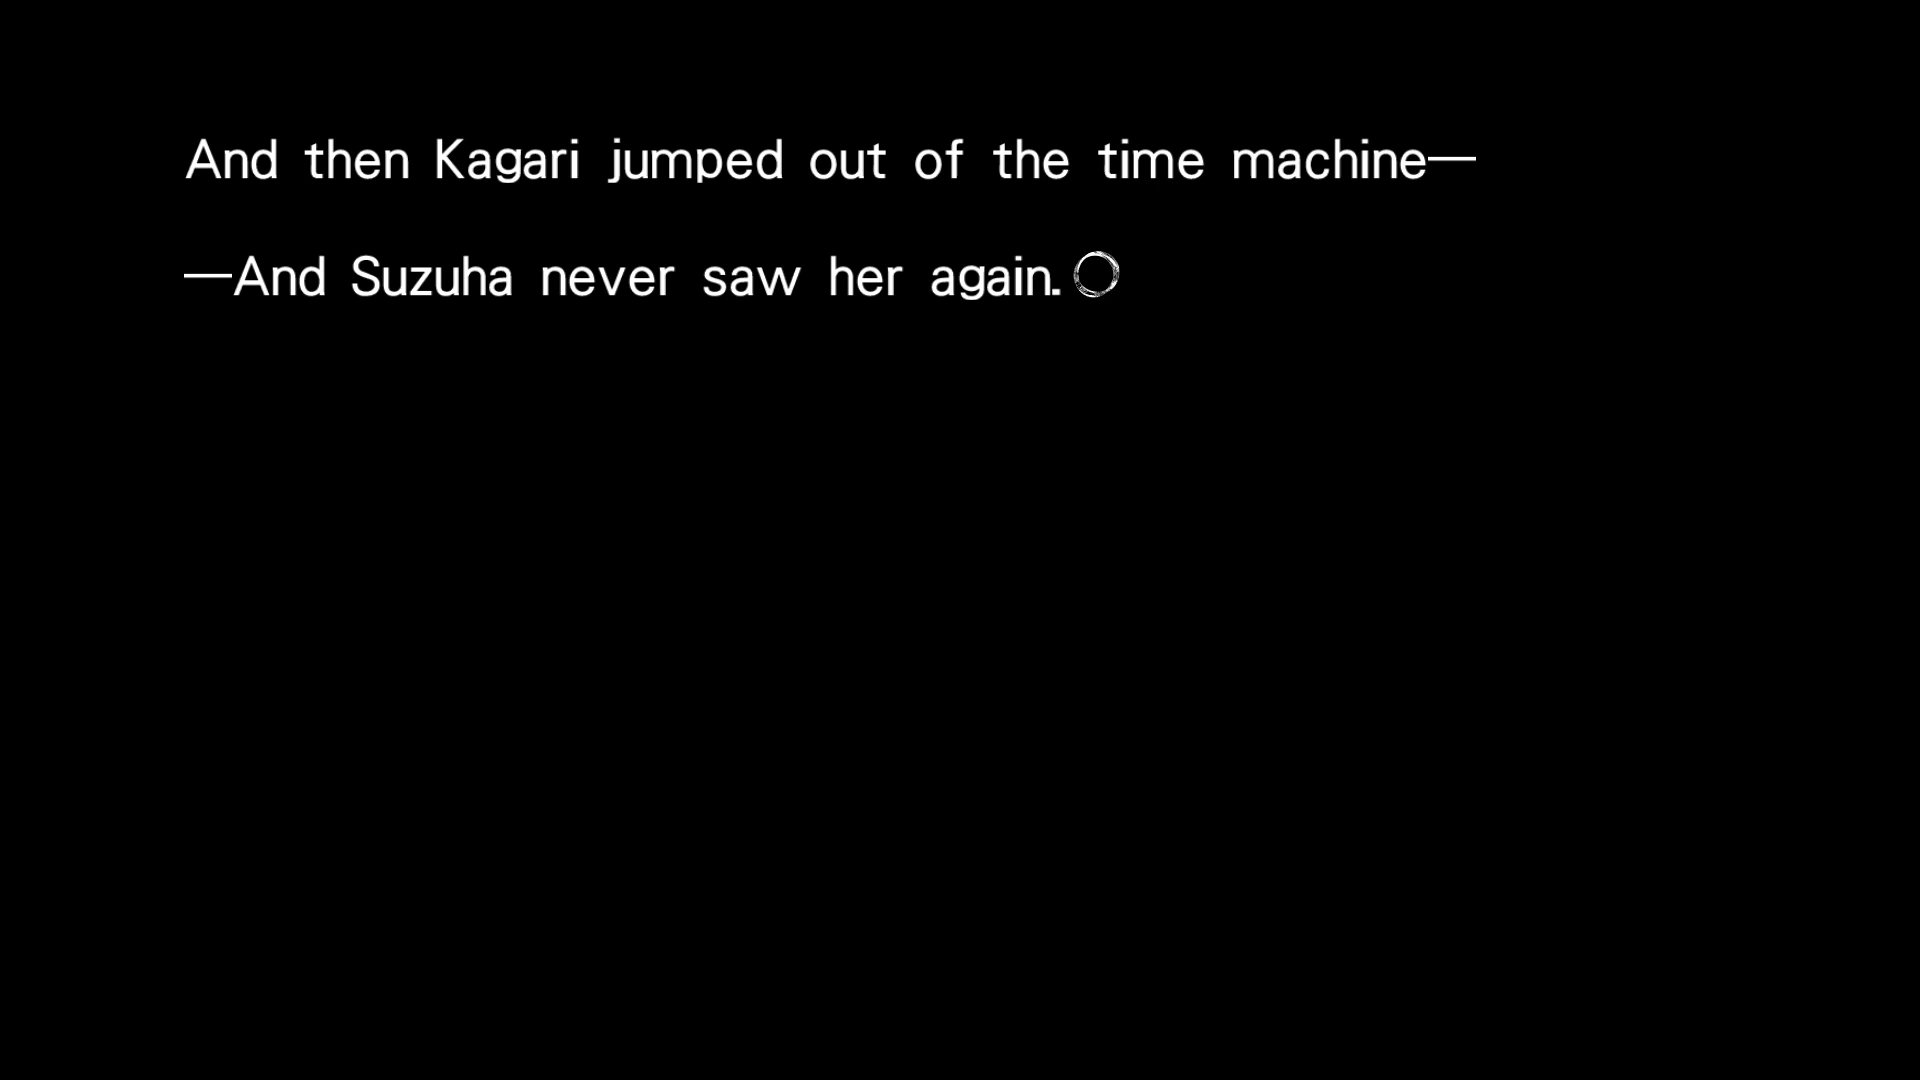 And then Kagari jumped out of the time machine—
—And Suzuha never saw her again.